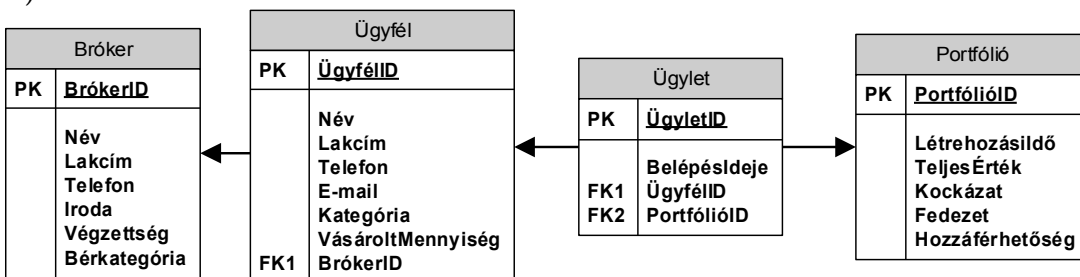 Bróker
PK BrókerID
Név
Lakcím
Telefon
Iroda
Végzettség
Bérkategória
Ügyfél
PK ÜgyfélID
Név
Lakcím
Telefon
E-mail
Kategória
VásároltMennyiség
FK1 BrókerID
Ügylet
PK ÜgyletID
BelépésIdeje
FK1 ÜgyfélID
FK2 PortfólióID
Portfólió
PK PortfólióID
LétrehozásiIdő
TeljesÉrték
Kockázat
Fedezet
Hozzáférhetőség